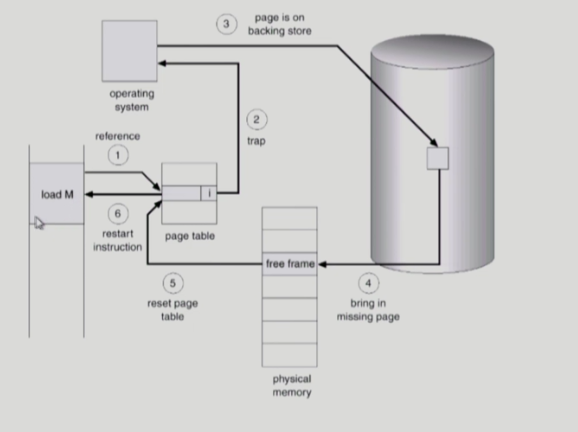 3
page is on
backing store
operating
system
2
trap
reference
1
load M
i
6
restart
instruction
page table
free frame
5
reset page
table
4
bring in
missing page
physical
memory